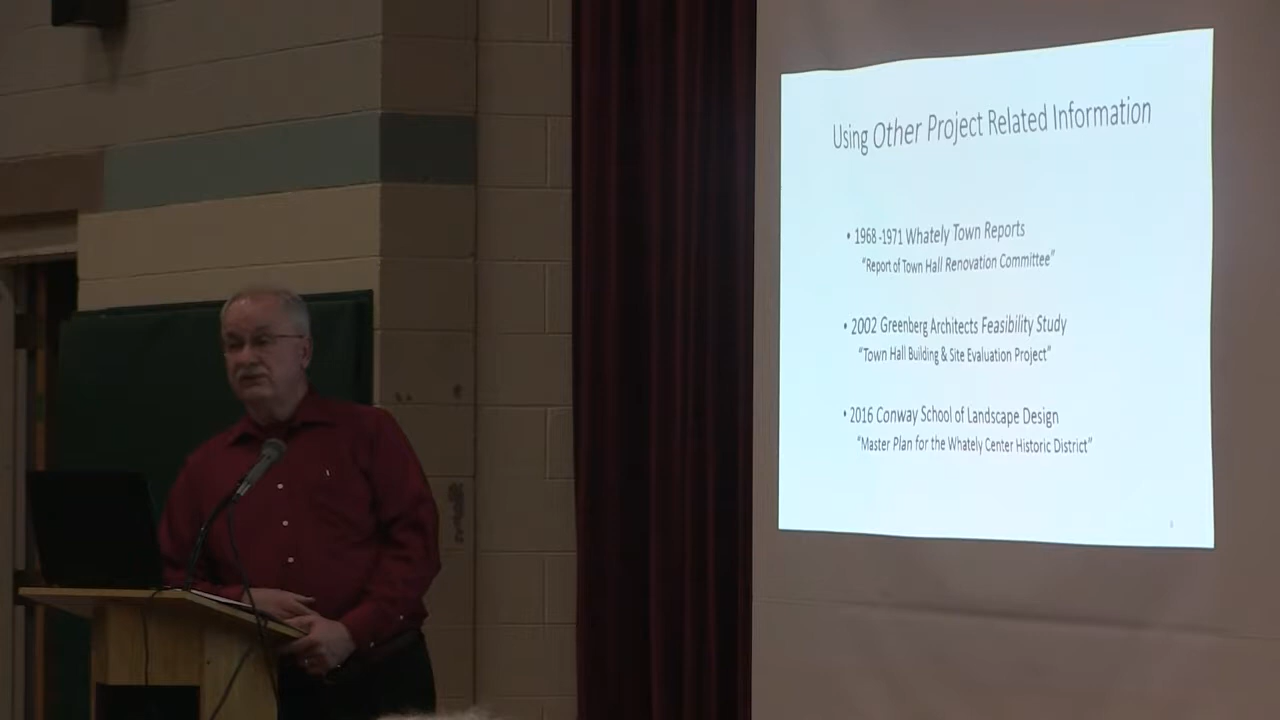 Using Other Project Related Information
• 1968-1971 Whately Town Reports
"Report of Town Hall Renovation Committee"
• 2002 Greenberg Architects Feasibility Study
"Town Hall Building & Site Evaluation Project"
• 2016 Conway School of Landscape Design
"Master Plan for the Whately Center Historic District"